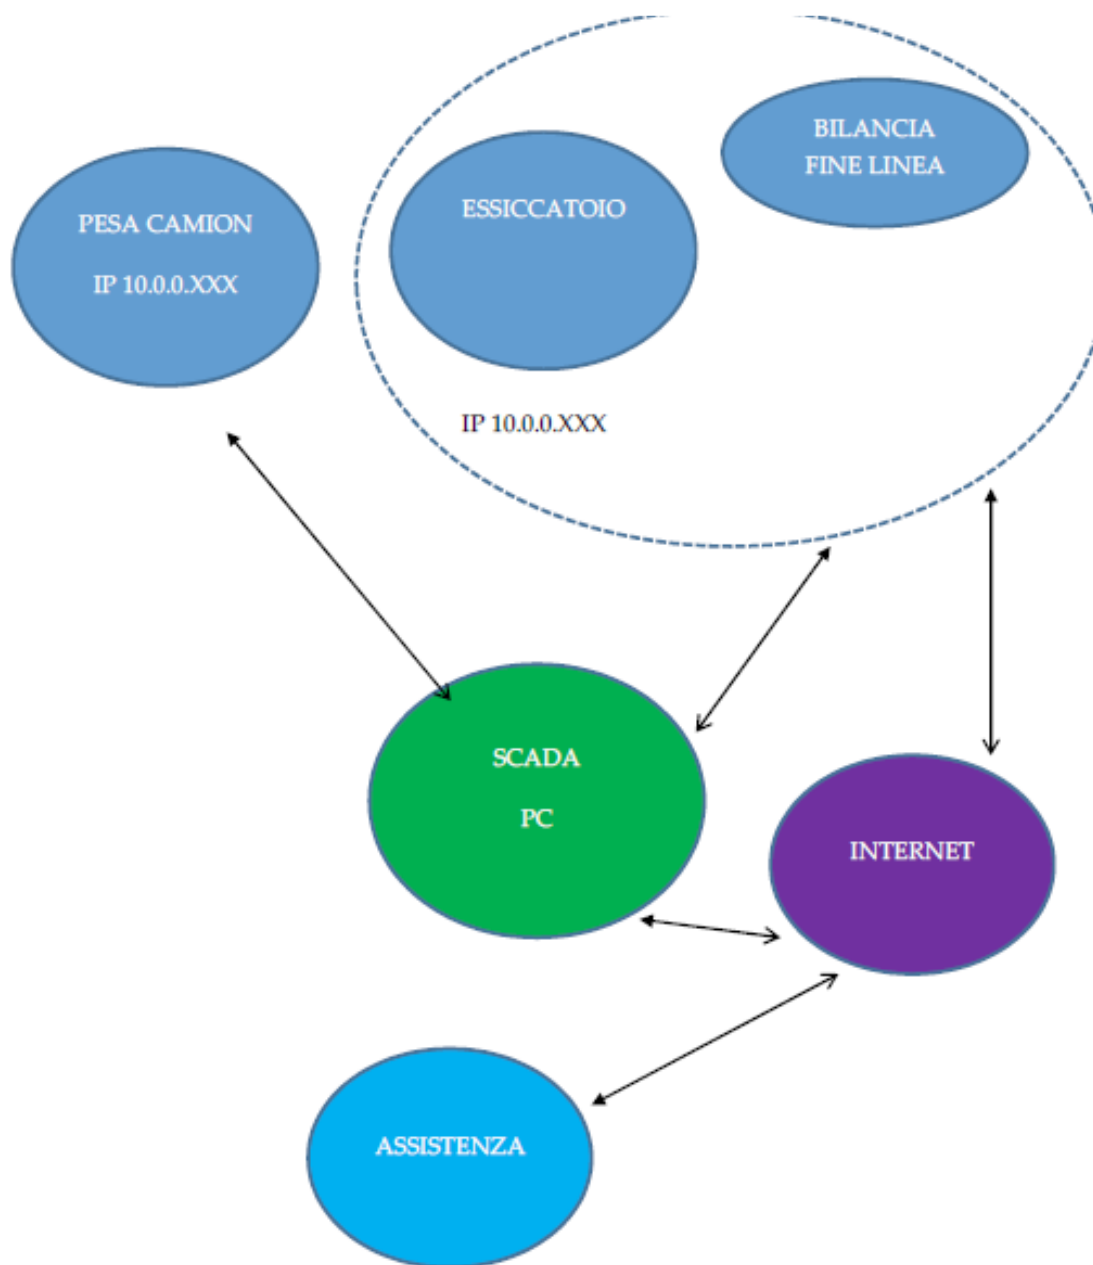 BILANCIA
FINE LINEA
ESSICCATOIO
PESA CAMION
IP 10.0.0.XXX
IP 10.0.0.XXX
SCADA
PC
INTERNET
ASSISTENZA